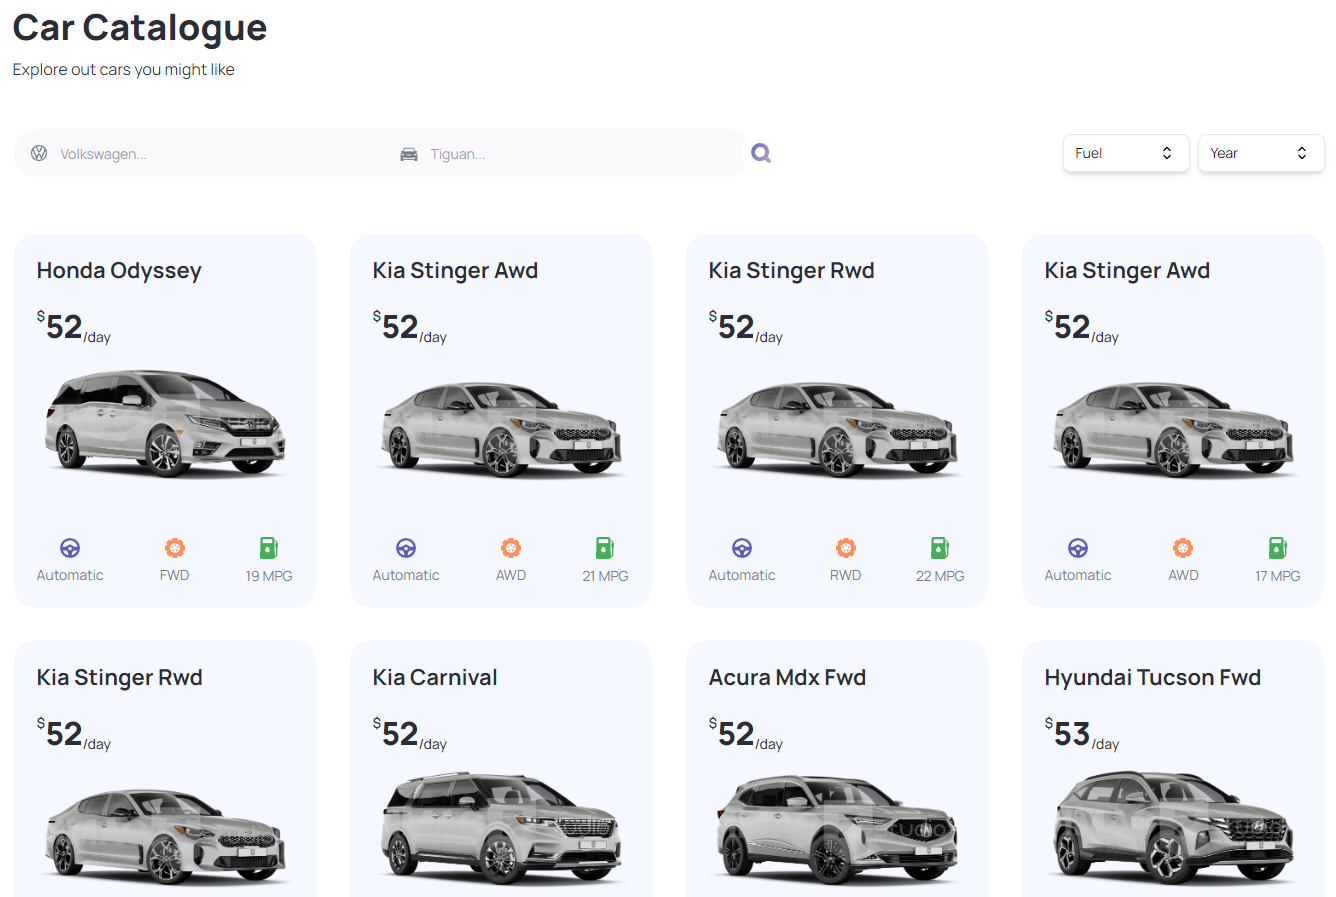 Car Catalogue
Explore out cars you might like
Volkswagen... Tiguan... Fuel Year
Honda Odyssey
$52/day
Automatic FWD 19 MPG
Kia Stinger Awd
$52/day
Automatic AWD 21 MPG
Kia Stinger Rwd
$52/day
Automatic RWD 22 MPG
Kia Stinger Awd
$52/day
Automatic AWD 17 MPG
Kia Stinger Rwd
$52/day
Kia Carnival
$52/day
Acura Mdx Fwd
$52/day
Hyundai Tucson Fwd
$53/day